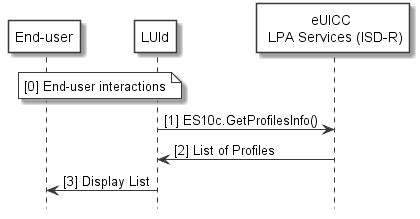 End-user
LUId
eUICC
LPA Services (ISD-R)
[0] End-user interactions
[1] ES10c.GetProfilesInfo()
[2] List of Profiles
[3] Display List